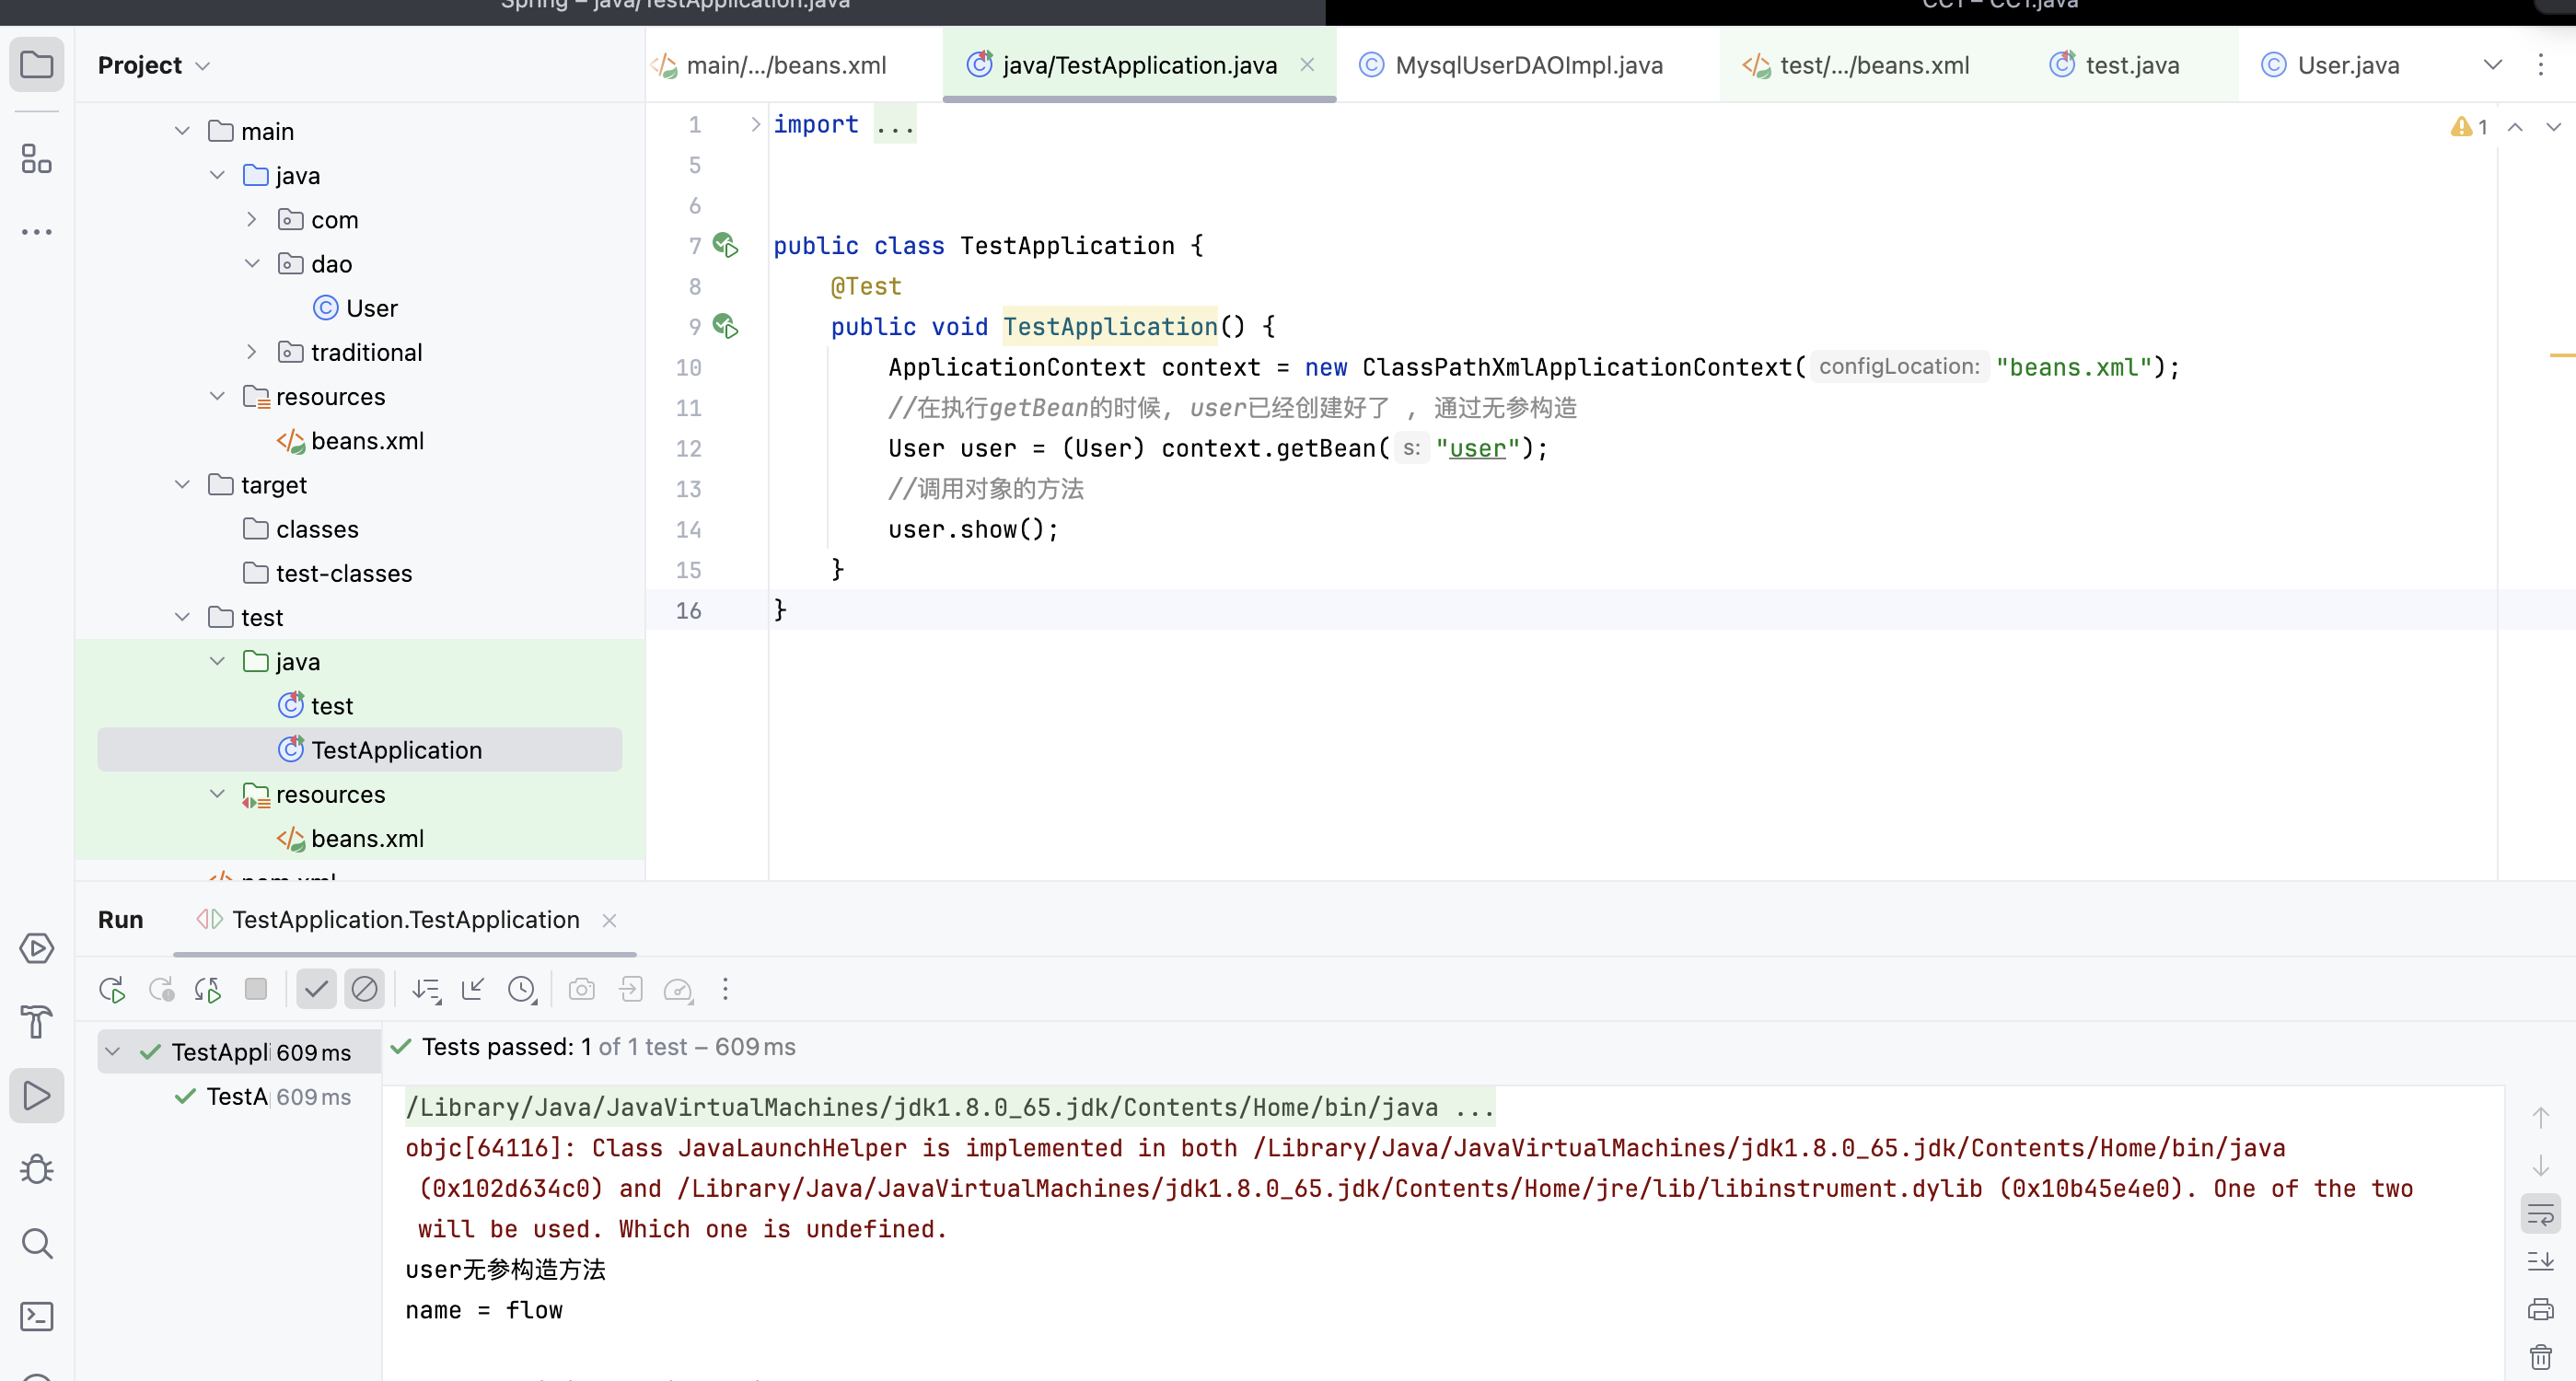 Spring – java/TestApplication.java
CC1 – CC1.java
Project
main/.../beans.xml
java/TestApplication.java
MysqlUserDAOImpl.java
test/.../beans.xml
test.java
User.java
main
java
com
dao
User
traditional
resources
beans.xml
target
classes
test-classes
test
java
test
TestApplication
resources
beans.xml
pom.xml
1 import ...
1
5
6
7 public class TestApplication {
8 @Test
9 public void TestApplication() {
10 ApplicationContext context = new ClassPathXmlApplicationContext( configLocation: "beans.xml");
11 //在执行getBean的时候, user已经创建好了 , 通过无参构造
12 User user = (User) context.getBean( s: "user");
13 //调用对象的方法
14 user.show();
15 }
16 }
Run
TestApplication.TestApplication
TestAppl 609 ms
TestA 609 ms
Tests passed: 1 of 1 test – 609 ms
/Library/Java/JavaVirtualMachines/jdk1.8.0_65.jdk/Contents/Home/bin/java ...
objc[64116]: Class JavaLaunchHelper is implemented in both /Library/Java/JavaVirtualMachines/jdk1.8.0_65.jdk/Contents/Home/bin/java
(0x102d634c0) and /Library/Java/JavaVirtualMachines/jdk1.8.0_65.jdk/Contents/Home/jre/lib/libinstrument.dylib (0x10b45e4e0). One of the two
will be used. Which one is undefined.
user无参构造方法
name = flow